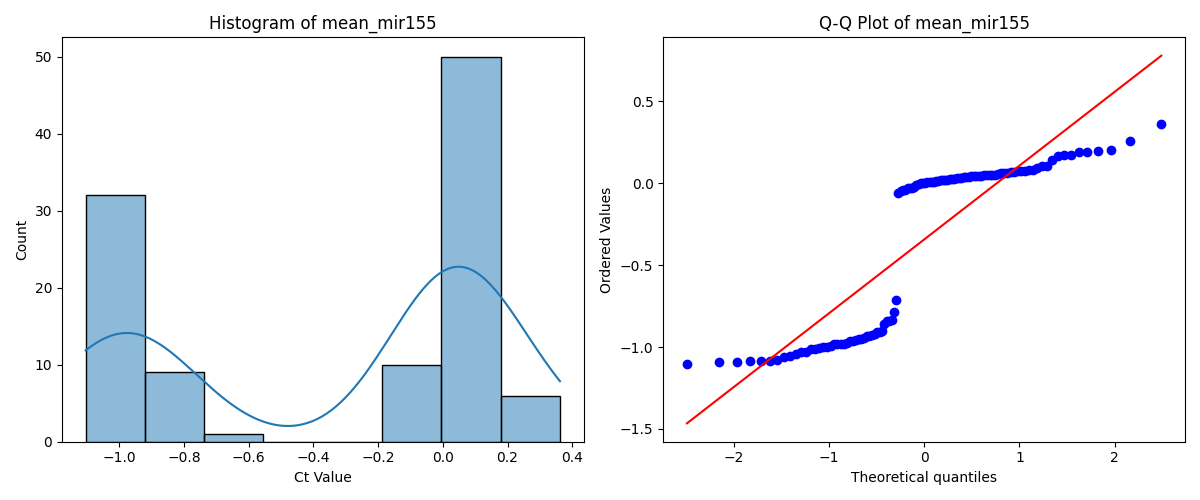 Histogram of mean_mir155
Count
50
40
30
20
10
0
−1.0 −0.8 −0.6 −0.4 −0.2 0.0 0.2 0.4
Ct Value
Q-Q Plot of mean_mir155
Ordered Values
0.5
0.0
−0.5
−1.0
−1.5
−2 −1 0 1 2
Theoretical quantiles